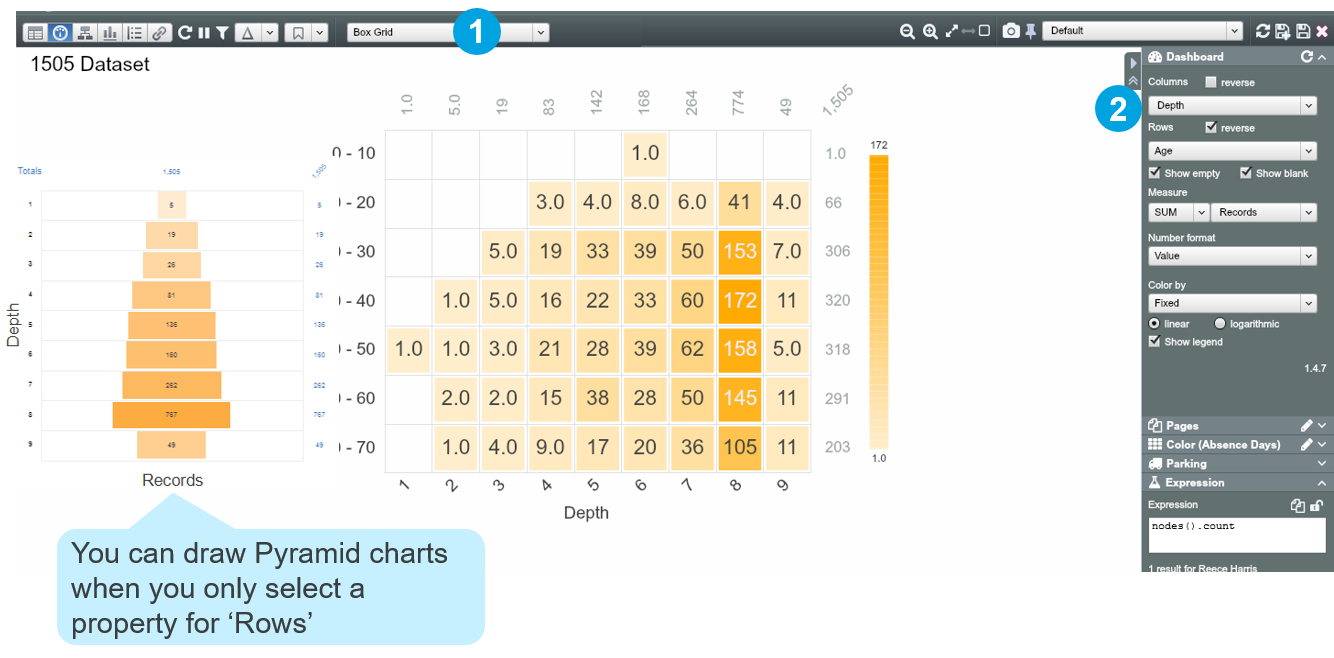 Box Grid
1
Default
1505 Dataset
Dashboard
Columns reverse
Depth
2
Rows reverse
Age
Show empty Show blank
Measure
SUM Records
Number format
Value
Color by
Fixed
linear logarithmic
Show legend
1.4.7
Pages
Color (Absence Days)
Parking
Expression
Expression
nodes().count
1 result for Reece Harris
1.0 5.0 19 83 142 168 264 774 49 1,505
0 - 10 1.0 1.0
- 20 3.0 4.0 8.0 6.0 41 4.0 66
- 30 5.0 19 33 39 50 153 7.0 306
- 40 1.0 5.0 16 22 33 60 172 11 320
- 50 1.0 1.0 3.0 21 28 39 62 158 5.0 318
- 60 2.0 2.0 15 38 28 50 145 11 291
- 70 1.0 4.0 9.0 17 20 36 105 11 203
1 2 3 4 5 6 7 8 9
Depth
172
1.0
Totals 1,505 1,505
1 5 5
2 19 19
3 26 26
4 81 81
5 136 136
6 160 160
7 262 262
8 767 767
9 49 49
Depth
Records
You can draw Pyramid charts
when you only select a
property for ‘Rows’